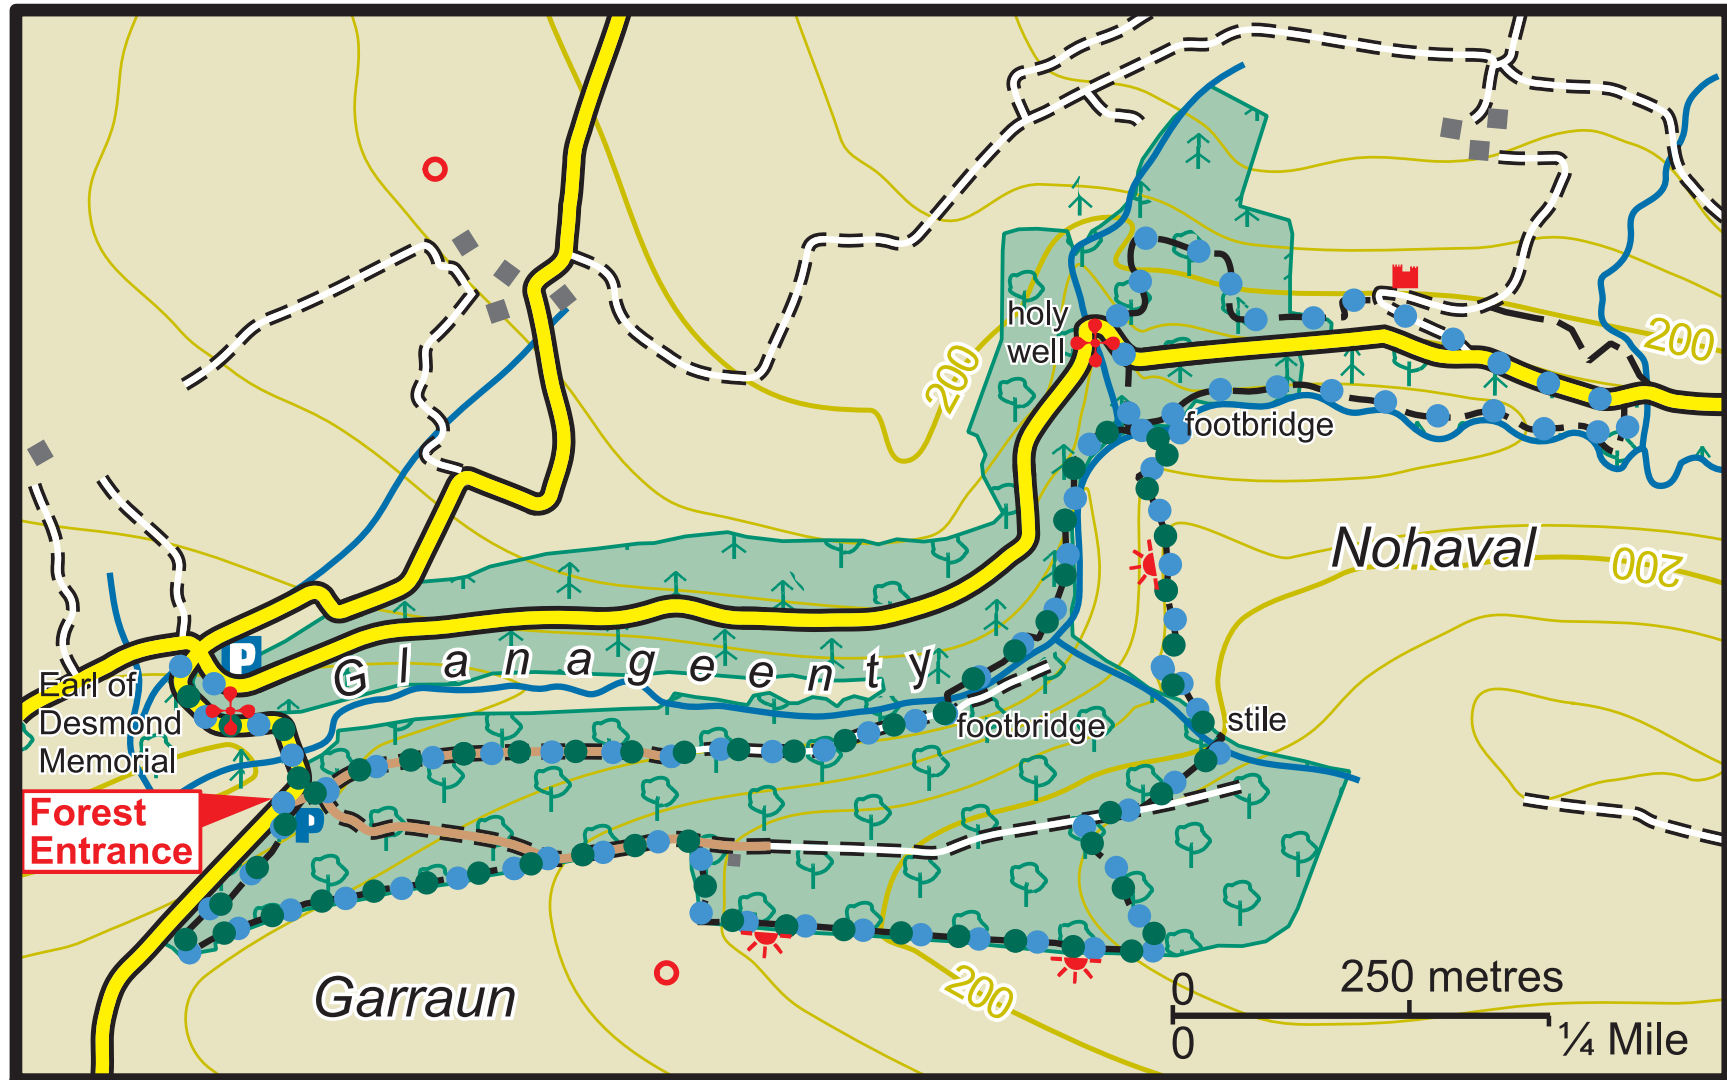 holy
well
200
200
footbridge
Nohaval
200
P
Glanageenty
Earl of
Desmond
Memorial
footbridge
stile
Forest
Entrance
P
Garraun
200
0
250 metres
0
¼ Mile